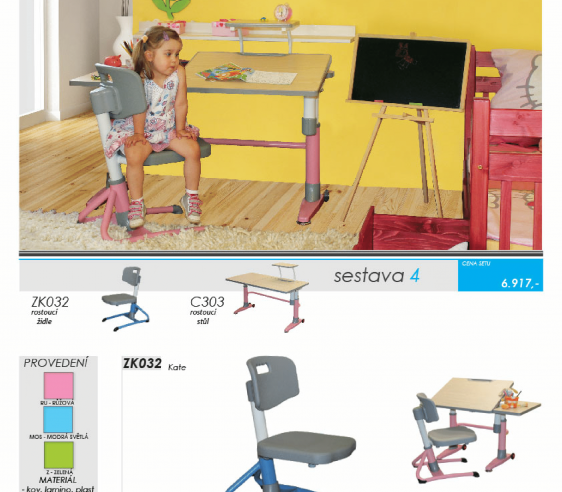 sestava 4
CENA SETU
6.917,-
ZK032
rostoucí
židle
C303
rostoucí
stůl
PROVEDENÍ
RU - RŮŽOVÁ
MOS - MODRÁ SVĚTLÁ
Z - ZELENÁ
MATERIÁL
- kov, lamino, plast
ZK032 Kate